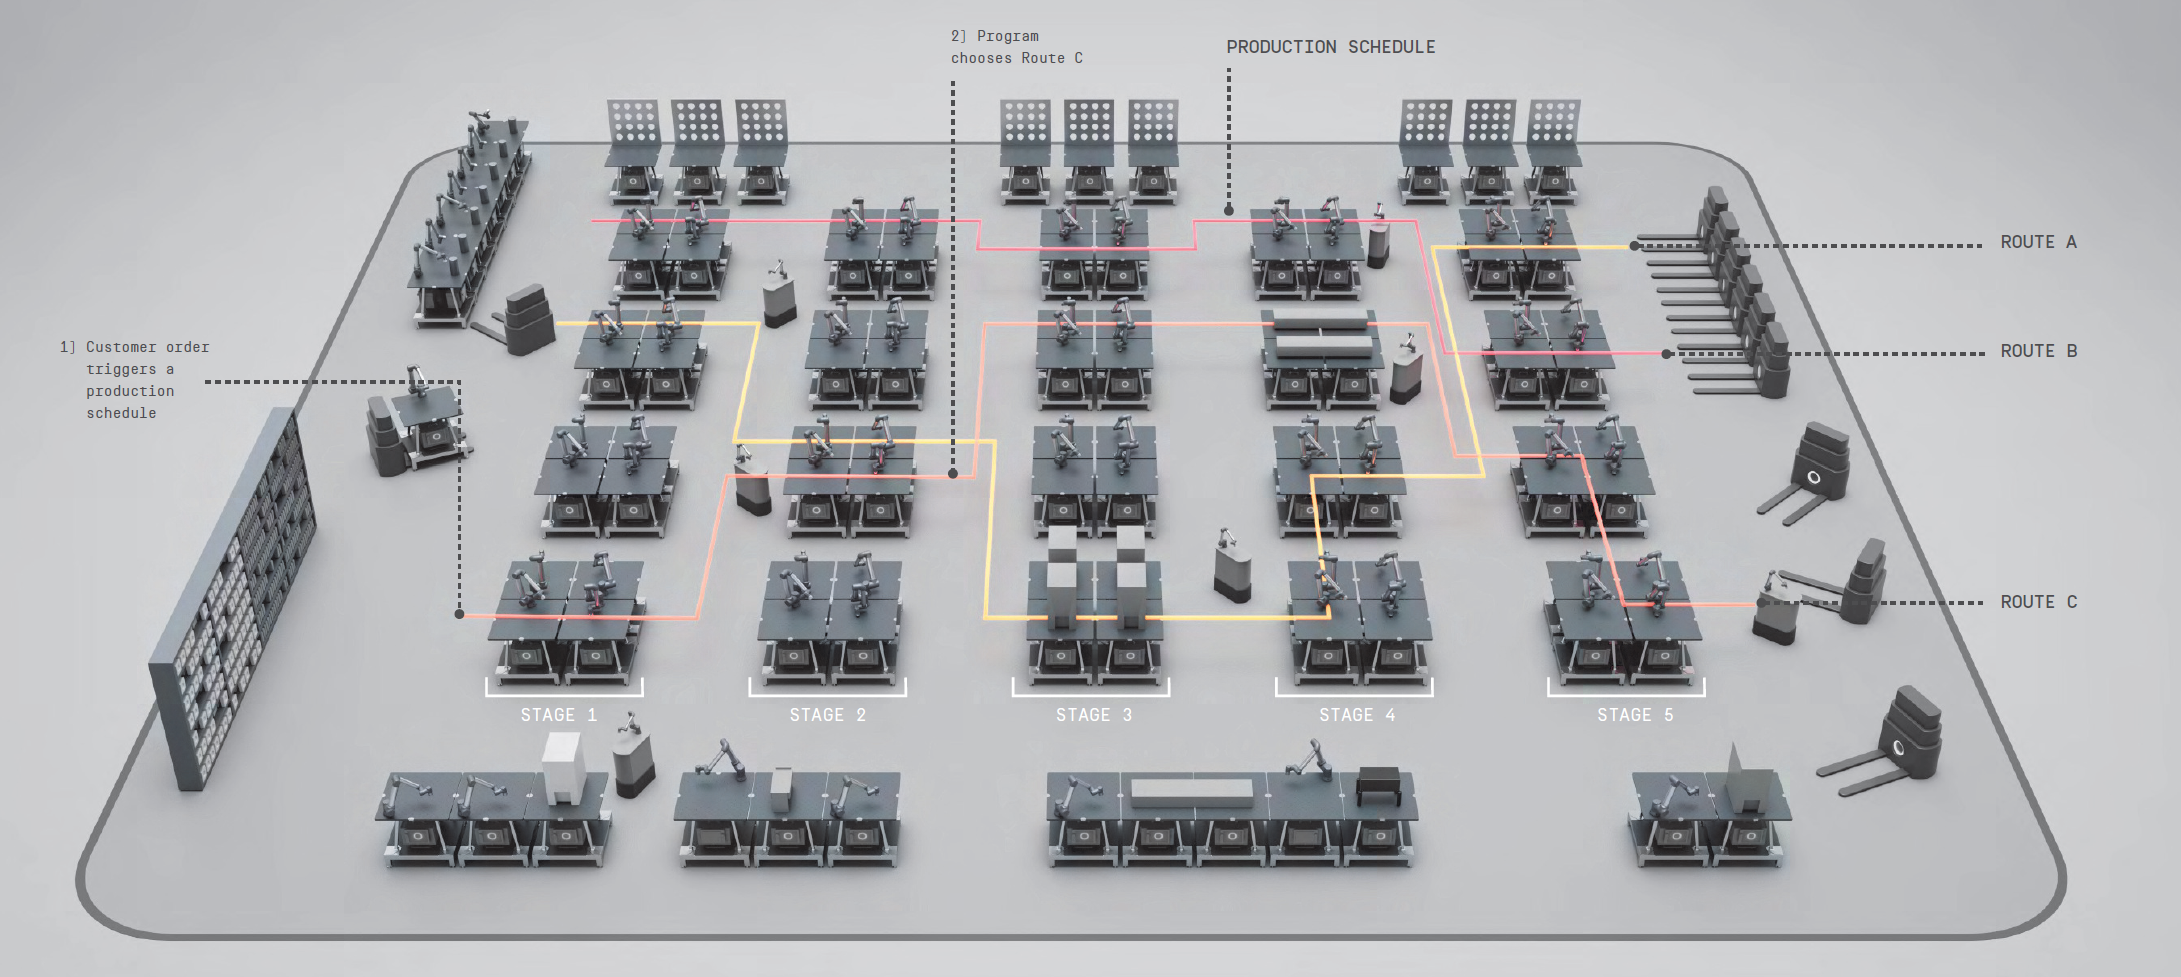 2] Program
chooses Route C
PRODUCTION SCHEDULE
ROUTE A
1] Customer order
triggers a
production
schedule
ROUTE B
ROUTE C
STAGE 1
STAGE 2
STAGE 3
STAGE 4
STAGE 5